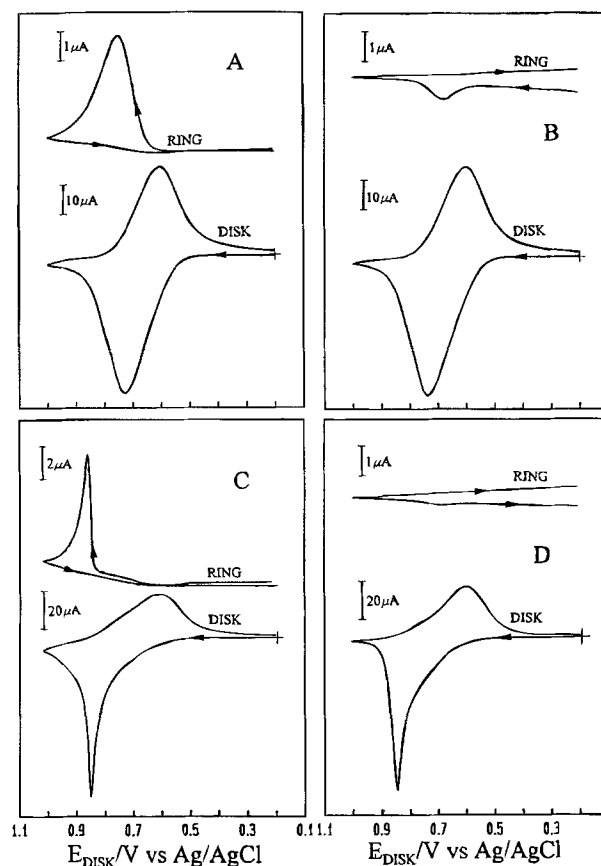 1μA
A
RING
10μA
DISK
1μA
RING
B
10μA
DISK
2μA
C
RING
20μA
DISK
1μA
RING
D
20μA
DISK
1.1 0.9 0.7 0.5 0.3 0.1
1.1 0.9 0.7 0.5 0.3
E_DISK/V vs Ag/AgCl
E_DISK/V vs Ag/AgCl